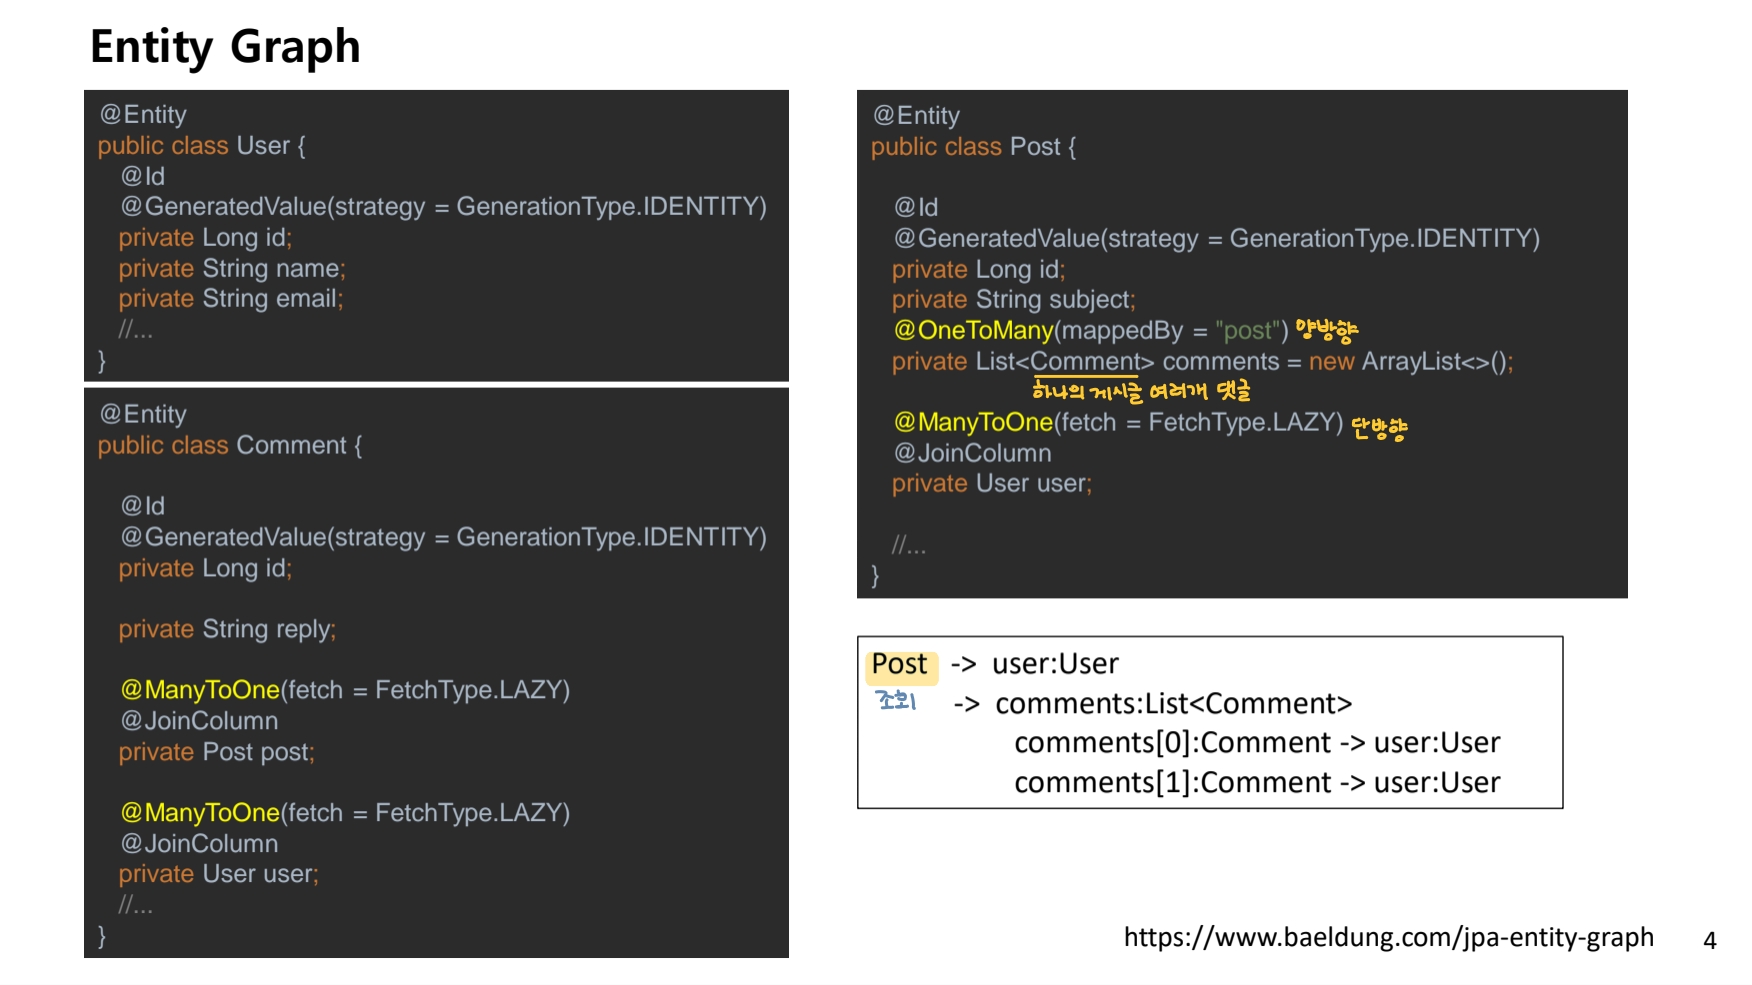 Entity Graph
@Entity
public class User {
@Id
@GeneratedValue(strategy = GenerationType.IDENTITY)
private Long id;
private String name;
private String email;
//...
}
@Entity
public class Comment {
@Id
@GeneratedValue(strategy = GenerationType.IDENTITY)
private Long id;
private String reply;
@ManyToOne(fetch = FetchType.LAZY)
@JoinColumn
private Post post;
@ManyToOne(fetch = FetchType.LAZY)
@JoinColumn
private User user;
//...
}
@Entity
public class Post {
@Id
@GeneratedValue(strategy = GenerationType.IDENTITY)
private Long id;
private String subject;
@OneToMany(mappedBy = "post") 양방향
private List<Comment> comments = new ArrayList<>();
하나의 게시글 여러개 댓글
@ManyToOne(fetch = FetchType.LAZY) 단방향
@JoinColumn
private User user;
//...
}
Post -> user:User
조회 -> comments:List<Comment>
comments[0]:Comment -> user:User
comments[1]:Comment -> user:User
https://www.baeldung.com/jpa-entity-graph
4